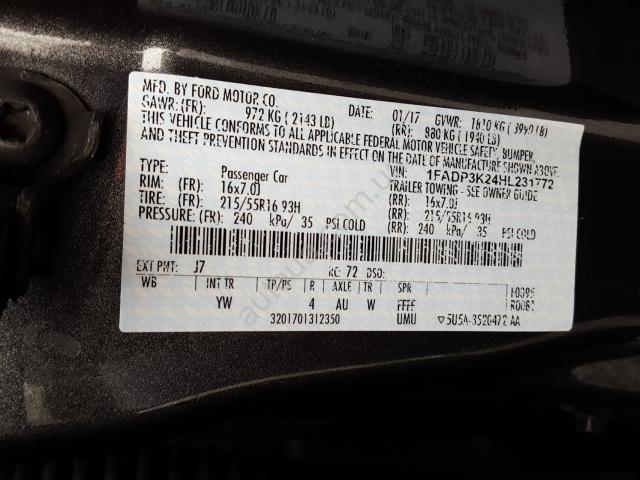 MFD. BY FORD MOTOR CO.
DATE: 01/17 GVWR: 1810 KG ( 3990 LB)
GAWR: (FR): 972 KG ( 2143 LB) (RR): 880 KG ( 1940 LB)
THIS VEHICLE CONFORMS TO ALL APPLICABLE FEDERAL MOTOR VEHICLE SAFETY, BUMPER,
AND THEFT PREVENTION STANDARDS IN EFFECT ON THE DATE OF MANUFACTURE SHOWN ABOVE.
VIN: 1FADP3K24HL231772
TYPE: Passenger Car TRAILER TOWING - SEE OWNER GUIDE
RIM: (FR) 16x7.0J (RR): 16x7.0J
TIRE: (FR) 215/55R16 93H (RR): 215/55R16 93H
PRESSURE: (FR) 240 kPa/ 35 PSI COLD (RR): 240 kPa/ 35 PSI COLD
EXT PNT: J7 RC: 72 DSO:
WB INT TR TP/PS R AXLE TR SPR
YW 4 AU W FFFF
3201701312350 UMU ▽5U5A-3520472-AA